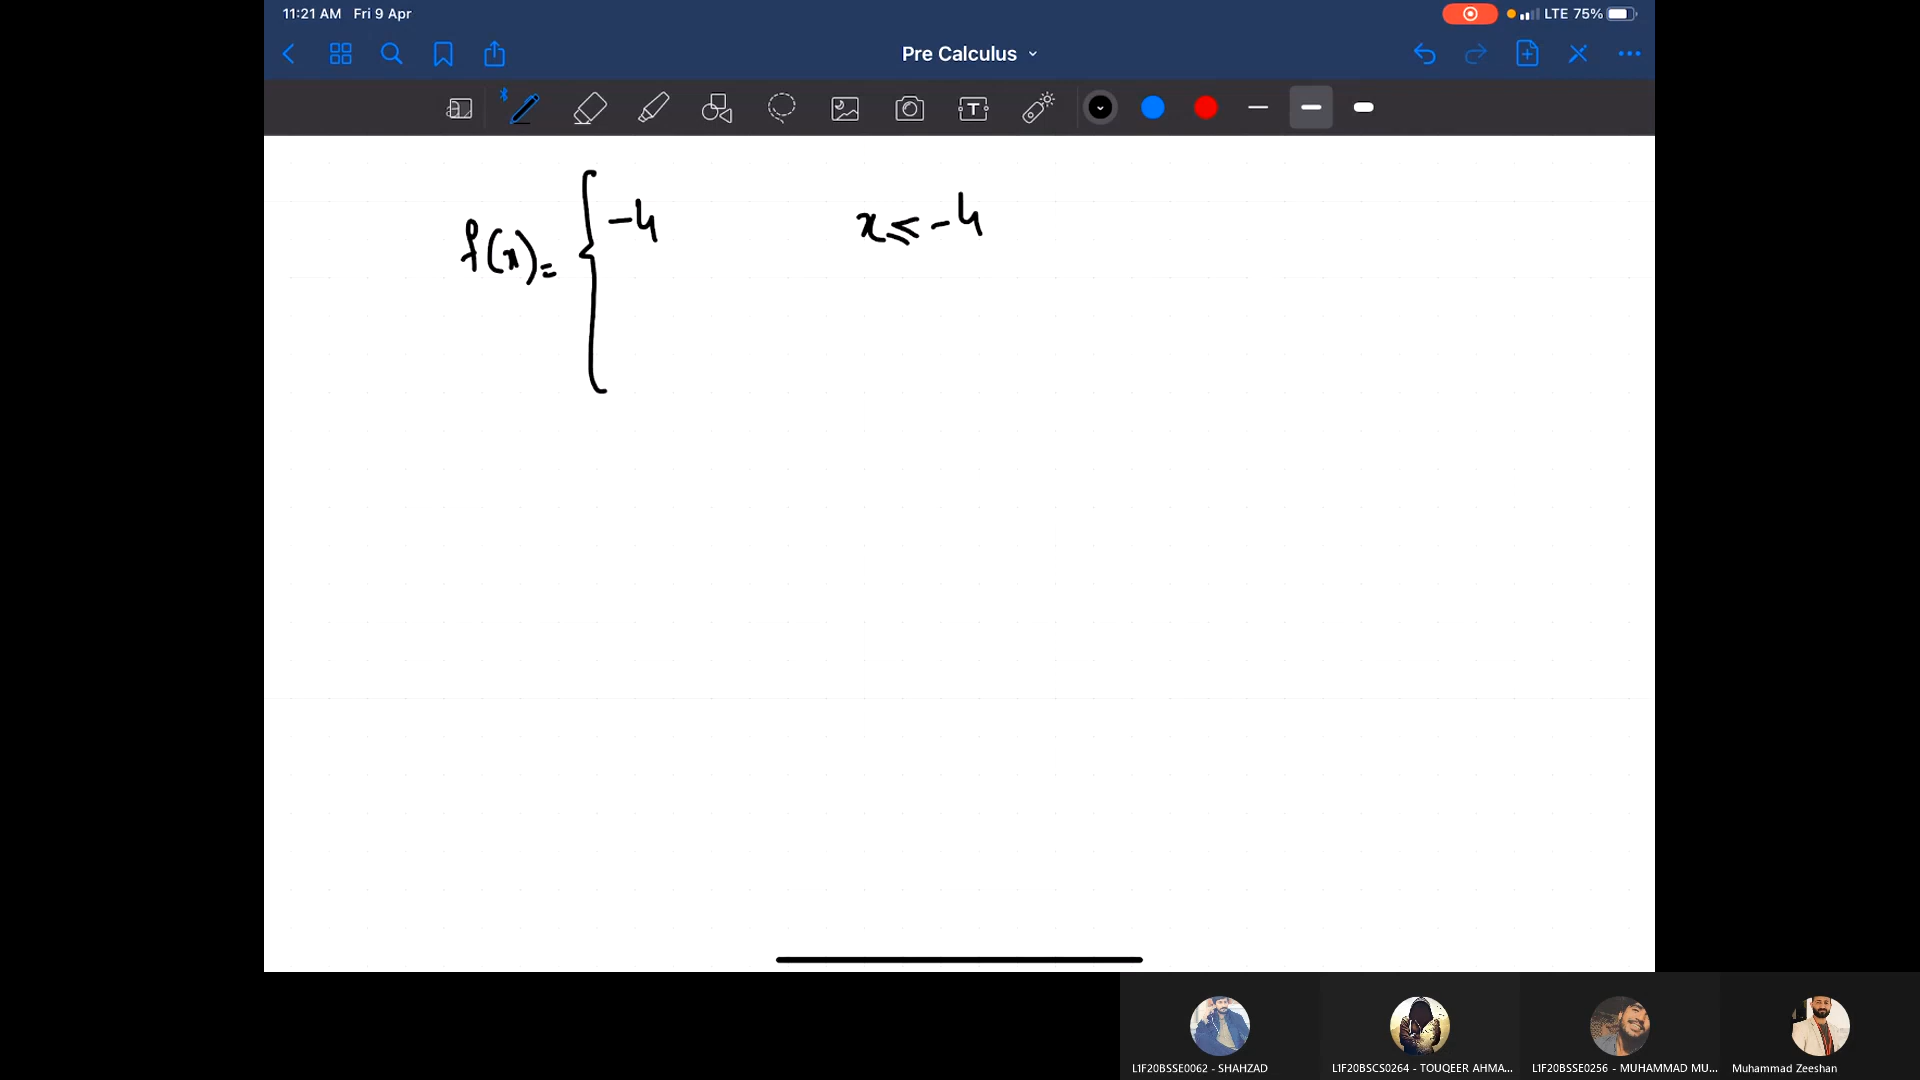 11:21 AM Fri 9 Apr
LTE 75%
Pre Calculus
T
f(x)= { -4 x≤-4
L1F20BSSE0062 - SHAHZAD
L1F20BSCS0264 - TOUQEER AHMA...
L1F20BSSE0256 - MUHAMMAD MU...
Muhammad Zeeshan